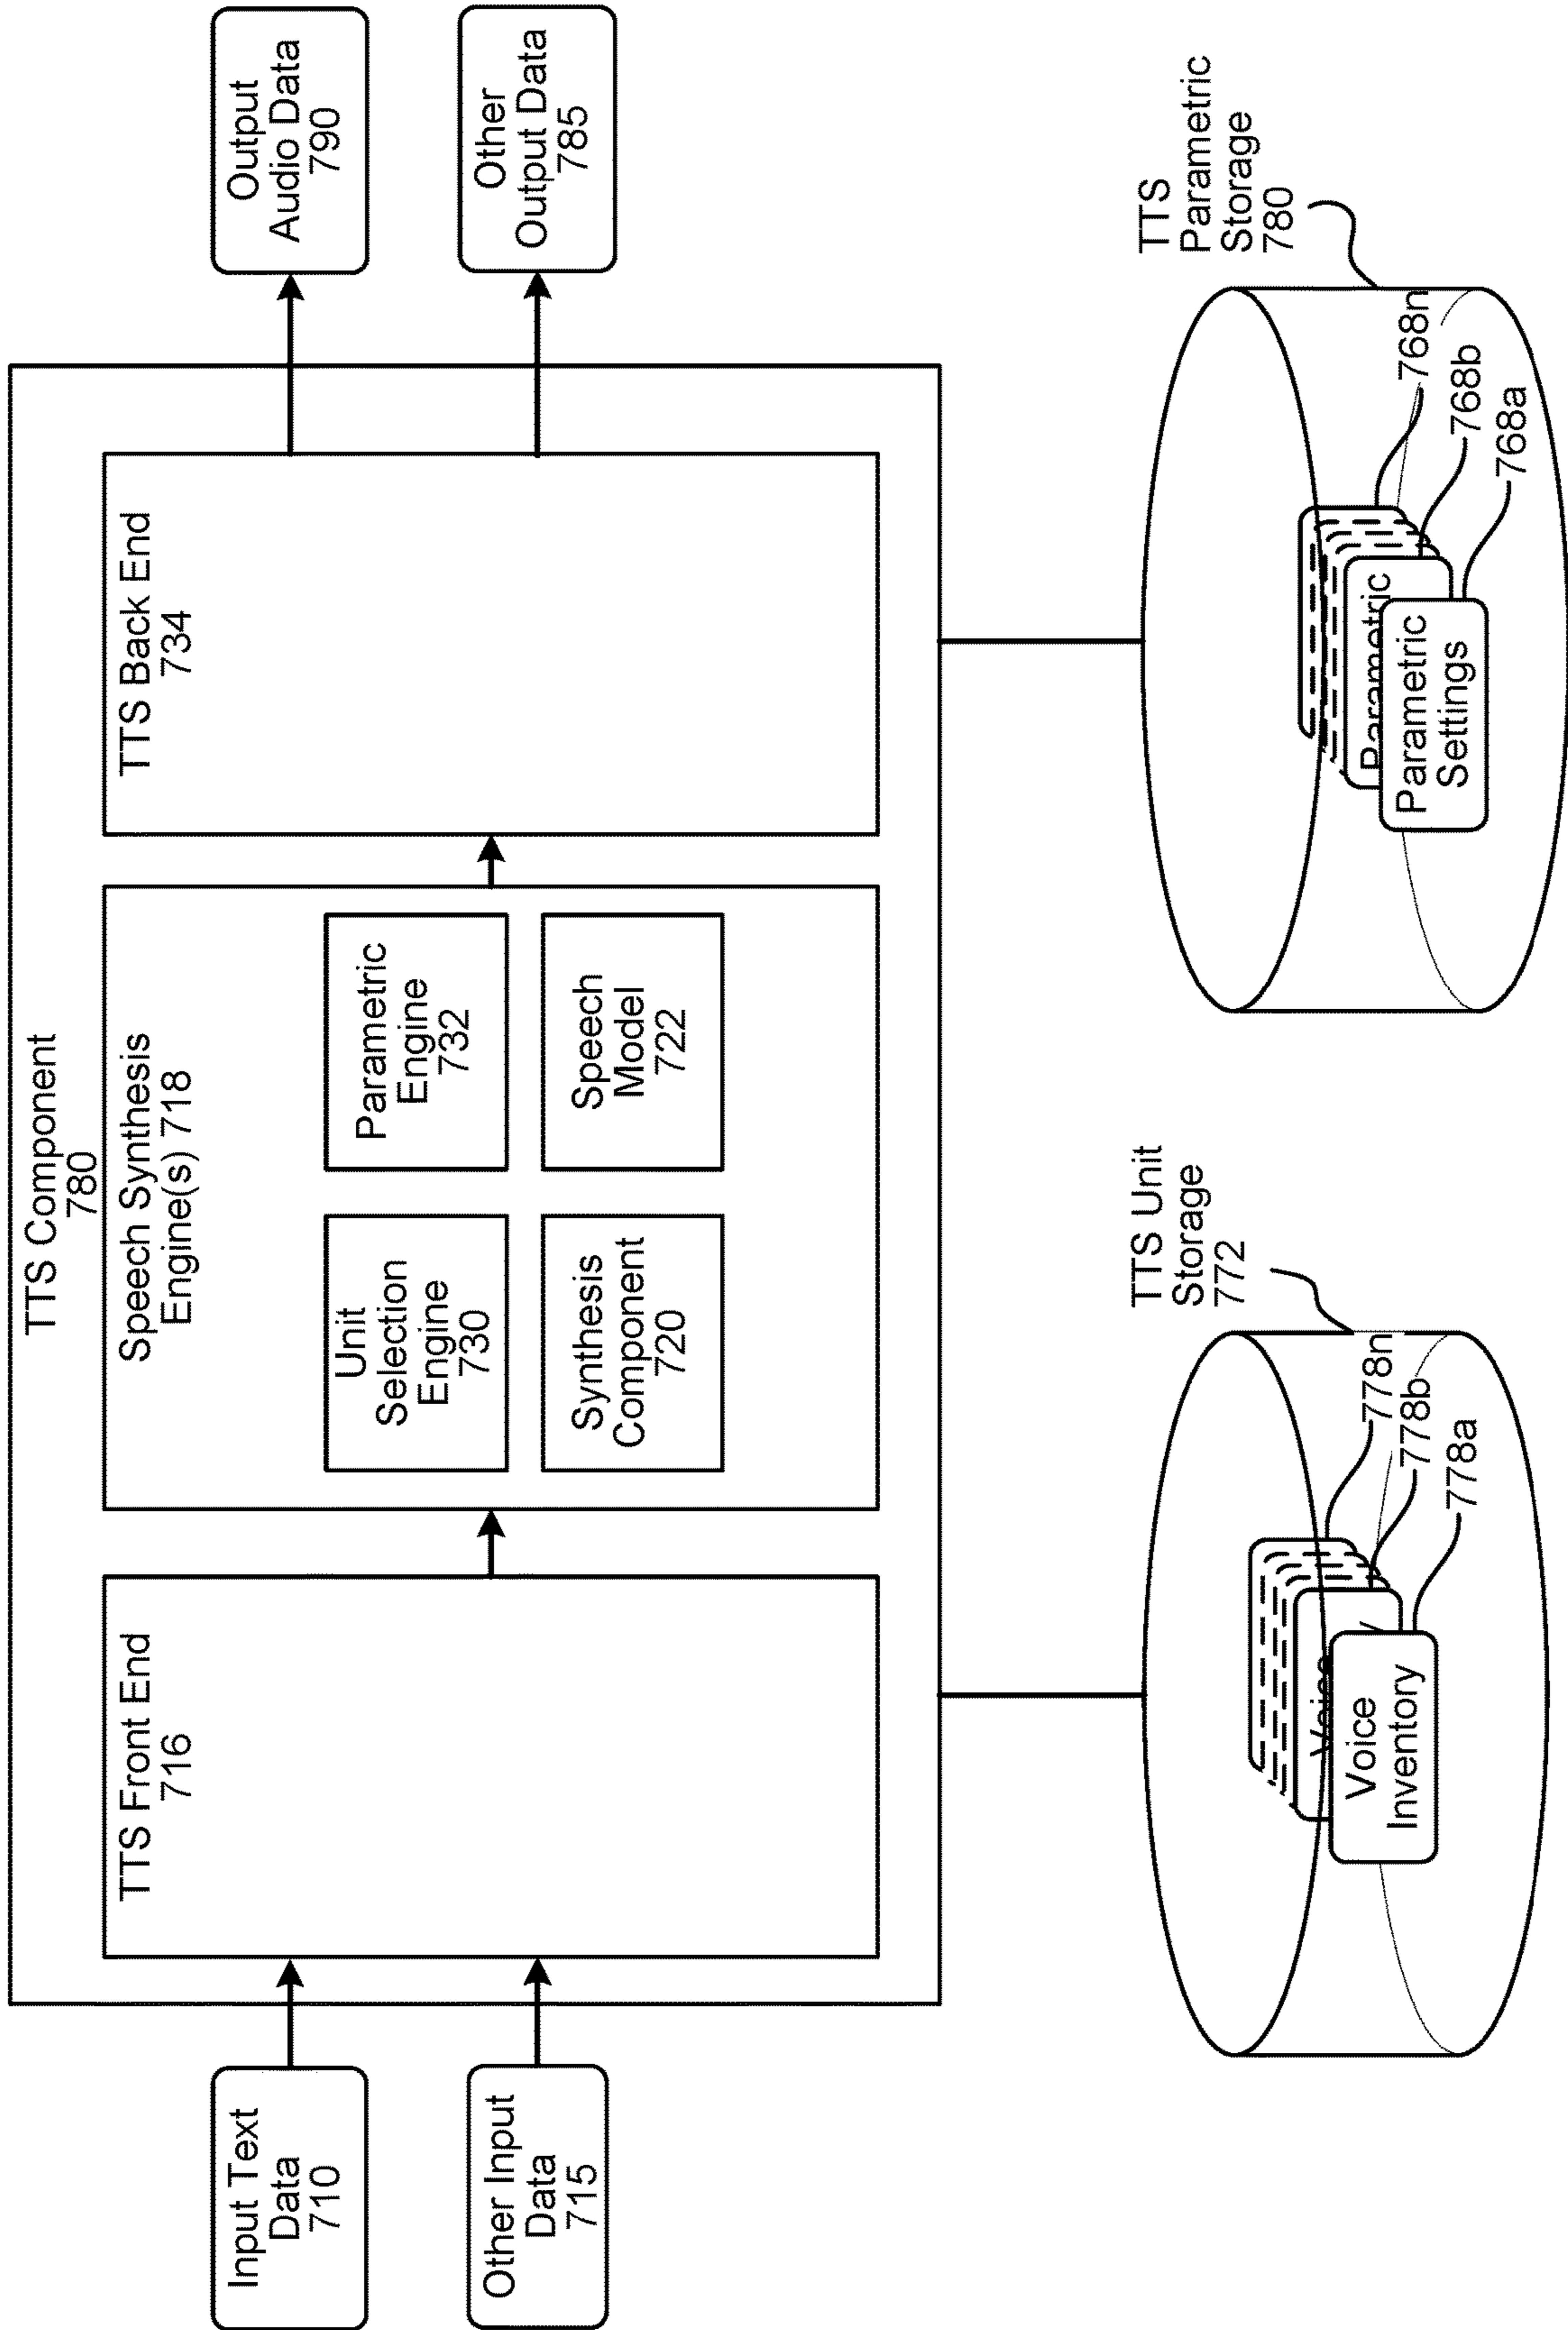 TTS Component
780
Input Text
Data
710
Other Input
Data
715
TTS Front End
716
Speech Synthesis
Engine(s) 718
Unit
Selection
Engine
730
Parametric
Engine
732
Synthesis
Component
720
Speech
Model
722
TTS Back End
734
Output
Audio Data
790
Other
Output Data
785
TTS Unit
Storage
772
778n
778b
778a
Voice
Voice
Inventory
TTS
Parametric
Storage
780
768n
768b
768a
Parametric
Parametric
Settings